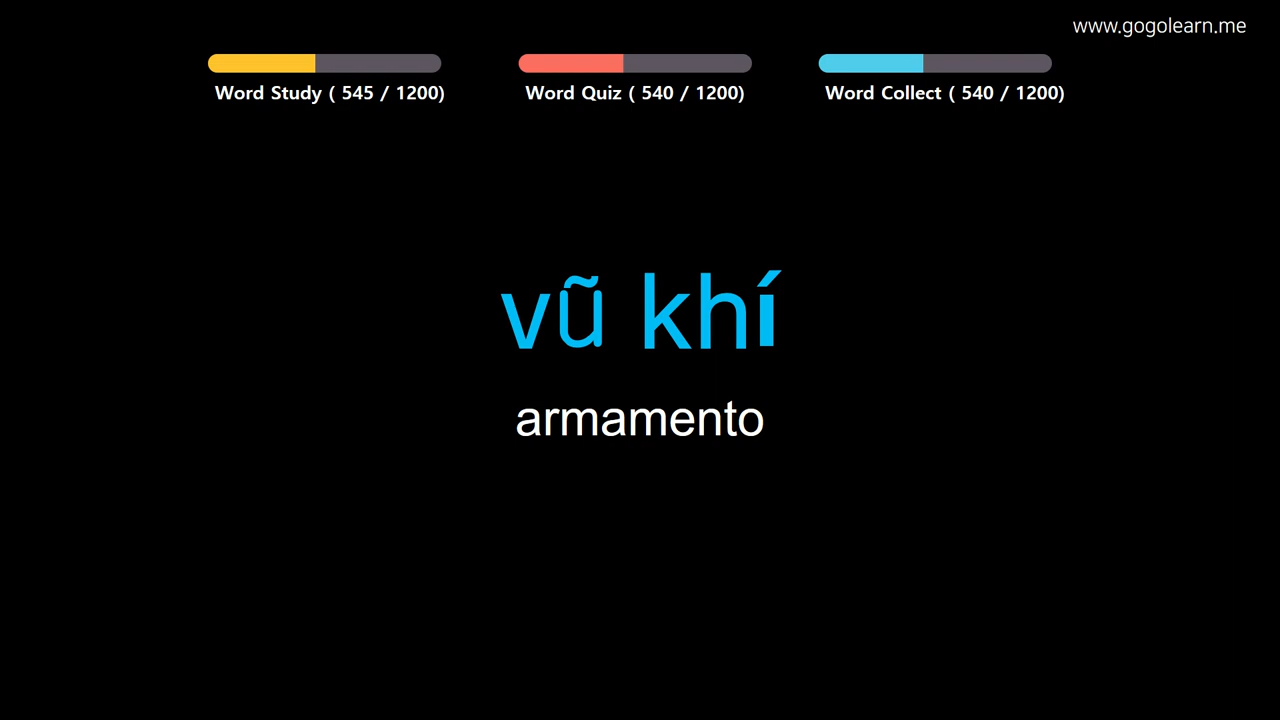 www.gogolearn.me
Word Study ( 545 / 1200)
Word Quiz ( 540 / 1200)
Word Collect ( 540 / 1200)
vũ khí
armamento